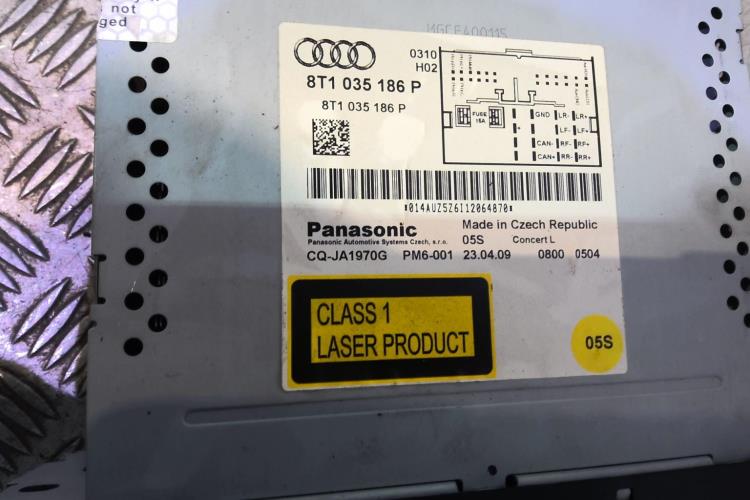 not
ged
0310
H02
8T1 035 186 P
8T1 035 186 P
FUSE
15A
GND LR- LR+
+ LF- LF+
CAN- RF- RF+
CAN+ RR- RR+
*014AUZ5Z6I12064870*
Panasonic
Panasonic Automotive Systems Czech, s.r.o.
Made in Czech Republic
05S Concert L
CQ-JA1970G PM6-001 23.04.09 0800 0504
CLASS 1
LASER PRODUCT
05S